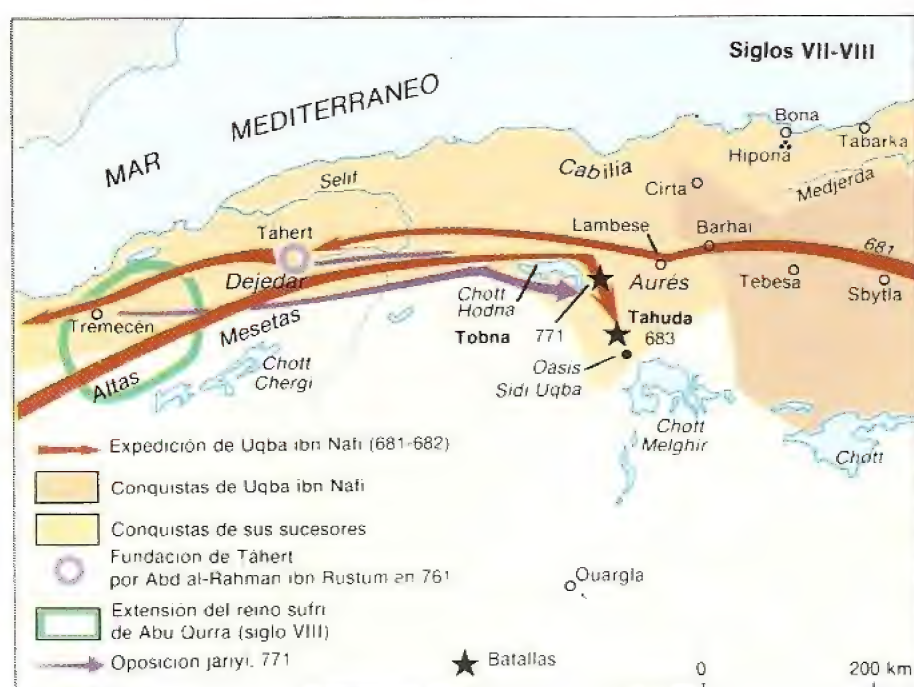 Siglos VII-VIII
MAR MEDITERRANEO
Bona
Hipona
Tabarka
Cabilia
Selif
Cirta
Medjerda
Tahert
Lambese
Barhai
681
Dejedar
Aurés
Tebesa
Sbytla
Chott
Hodna
Tobna
771
Tahuda
683
Tremecén
Altas Mesetas
Chott
Chergi
Oasis
Sidi Uqba
Chott
Melghir
Chott
Expedición de Uqba ibn Nafi (681-682)
Conquistas de Uqba ibn Nafi
Conquistas de sus sucesores
Fundacion de Táhert
por Abd al-Rahman ibn Rustum en 761
Ouargla
Extensión del reino sufri
de Abu Qurra (siglo VIII)
Oposición jariyi, 771
Batallas
0 200 km